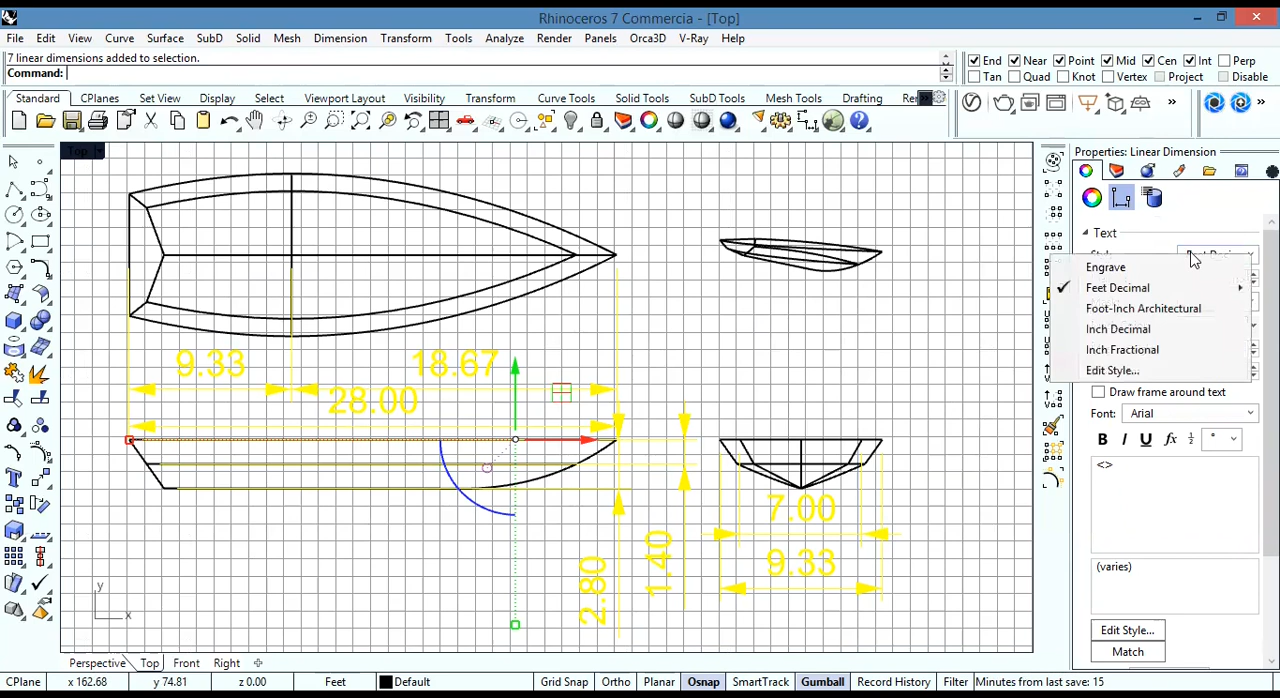 Rhinoceros 7 Commercia - [Top]
File Edit View Curve Surface SubD Solid Mesh Dimension Transform Tools Analyze Render Panels Orca3D V-Ray Help
7 linear dimensions added to selection.
Command:
End Near Point Mid Cen Int Perp
Tan Quad Knot Vertex Project Disable
Standard CPlanes Set View Display Select Viewport Layout Visibility Transform Curve Tools Solid Tools SubD Tools Mesh Tools Drafting Rer
Top
Properties: Linear Dimension
Text
Engrave
Feet Decimal
Foot-Inch Architectural
Inch Decimal
Inch Fractional
Edit Style...
Draw frame around text
Font: Arial
B I U fx ½ °
<>
(varies)
Edit Style...
Match
9.33
18.67
28.00
2.80
1.40
7.00
9.33
y
x
Perspective Top Front Right
CPlane x 162.68 y 74.81 z 0.00 Feet Default Grid Snap Ortho Planar Osnap SmartTrack Gumball Record History Filter Minutes from last save: 15